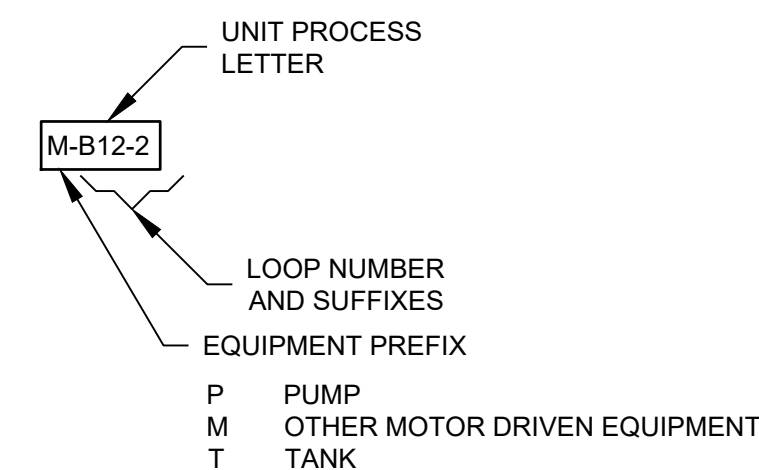 UNIT PROCESS
LETTER
M-B12-2
LOOP NUMBER
AND SUFFIXES
EQUIPMENT PREFIX
P PUMP
M OTHER MOTOR DRIVEN EQUIPMENT
T TANK